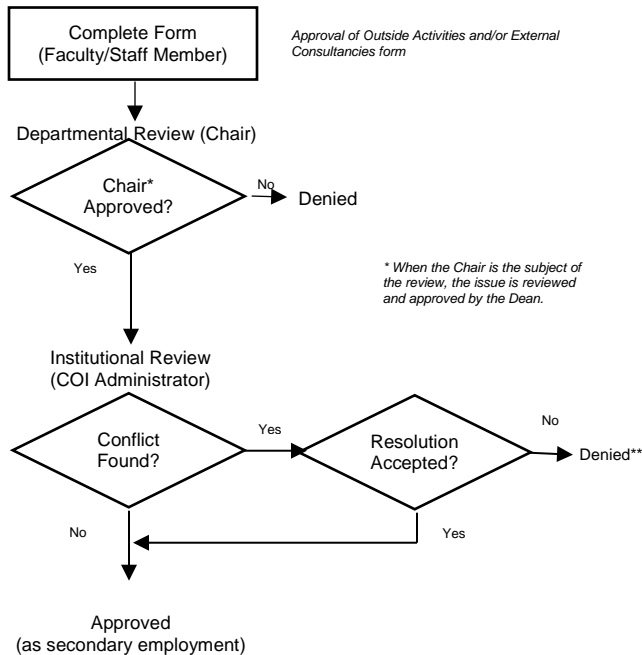 Complete Form
(Faculty/Staff Member)
Approval of Outside Activities and/or External
Consultancies form
Departmental Review (Chair)
Chair*
Approved?
No
Denied
Yes
* When the Chair is the subject of
the review, the issue is reviewed
and approved by the Dean.
Institutional Review
(COI Administrator)
Conflict
Found?
Yes
Resolution
Accepted?
No
Denied**
No
Yes
Approved
(as secondary employment)